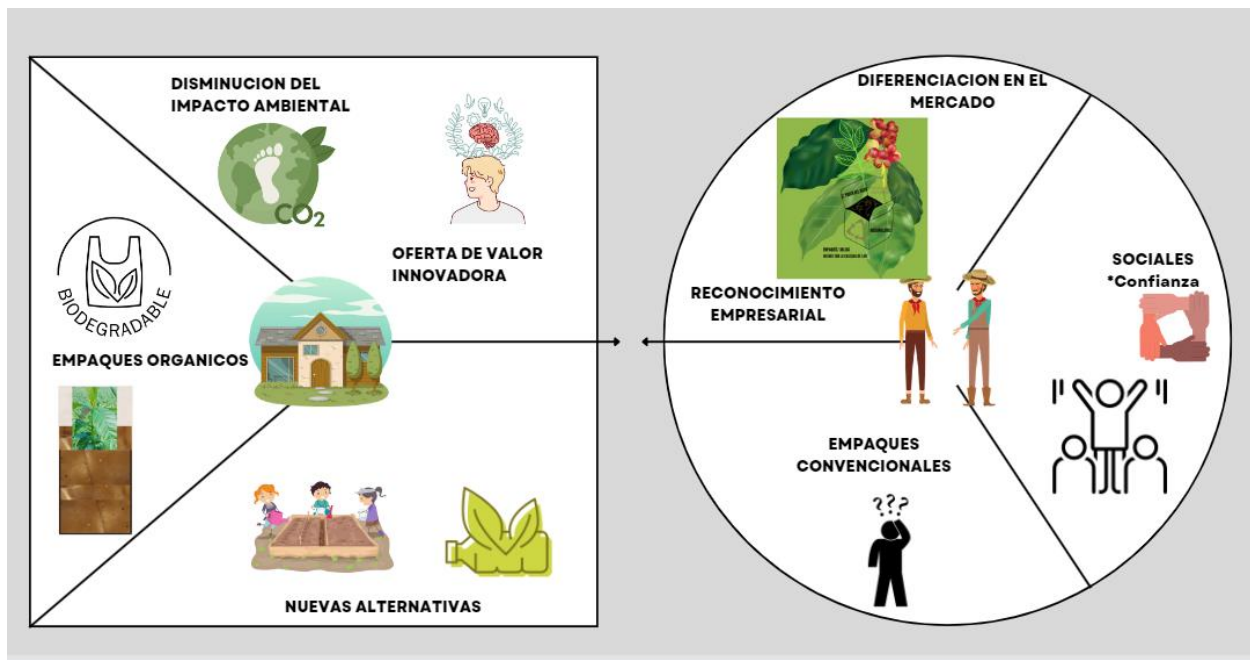 DISMINUCION DEL
IMPACTO AMBIENTAL
CO2
OFERTA DE VALOR
INNOVADORA
BIODEGRADABLE
EMPAQUES ORGANICOS
NUEVAS ALTERNATIVAS
DIFERENCIACION EN EL
MERCADO
RECONOCIMIENTO
EMPRESARIAL
SOCIALES
*Confianza
EMPAQUES
CONVENCIONALES
???